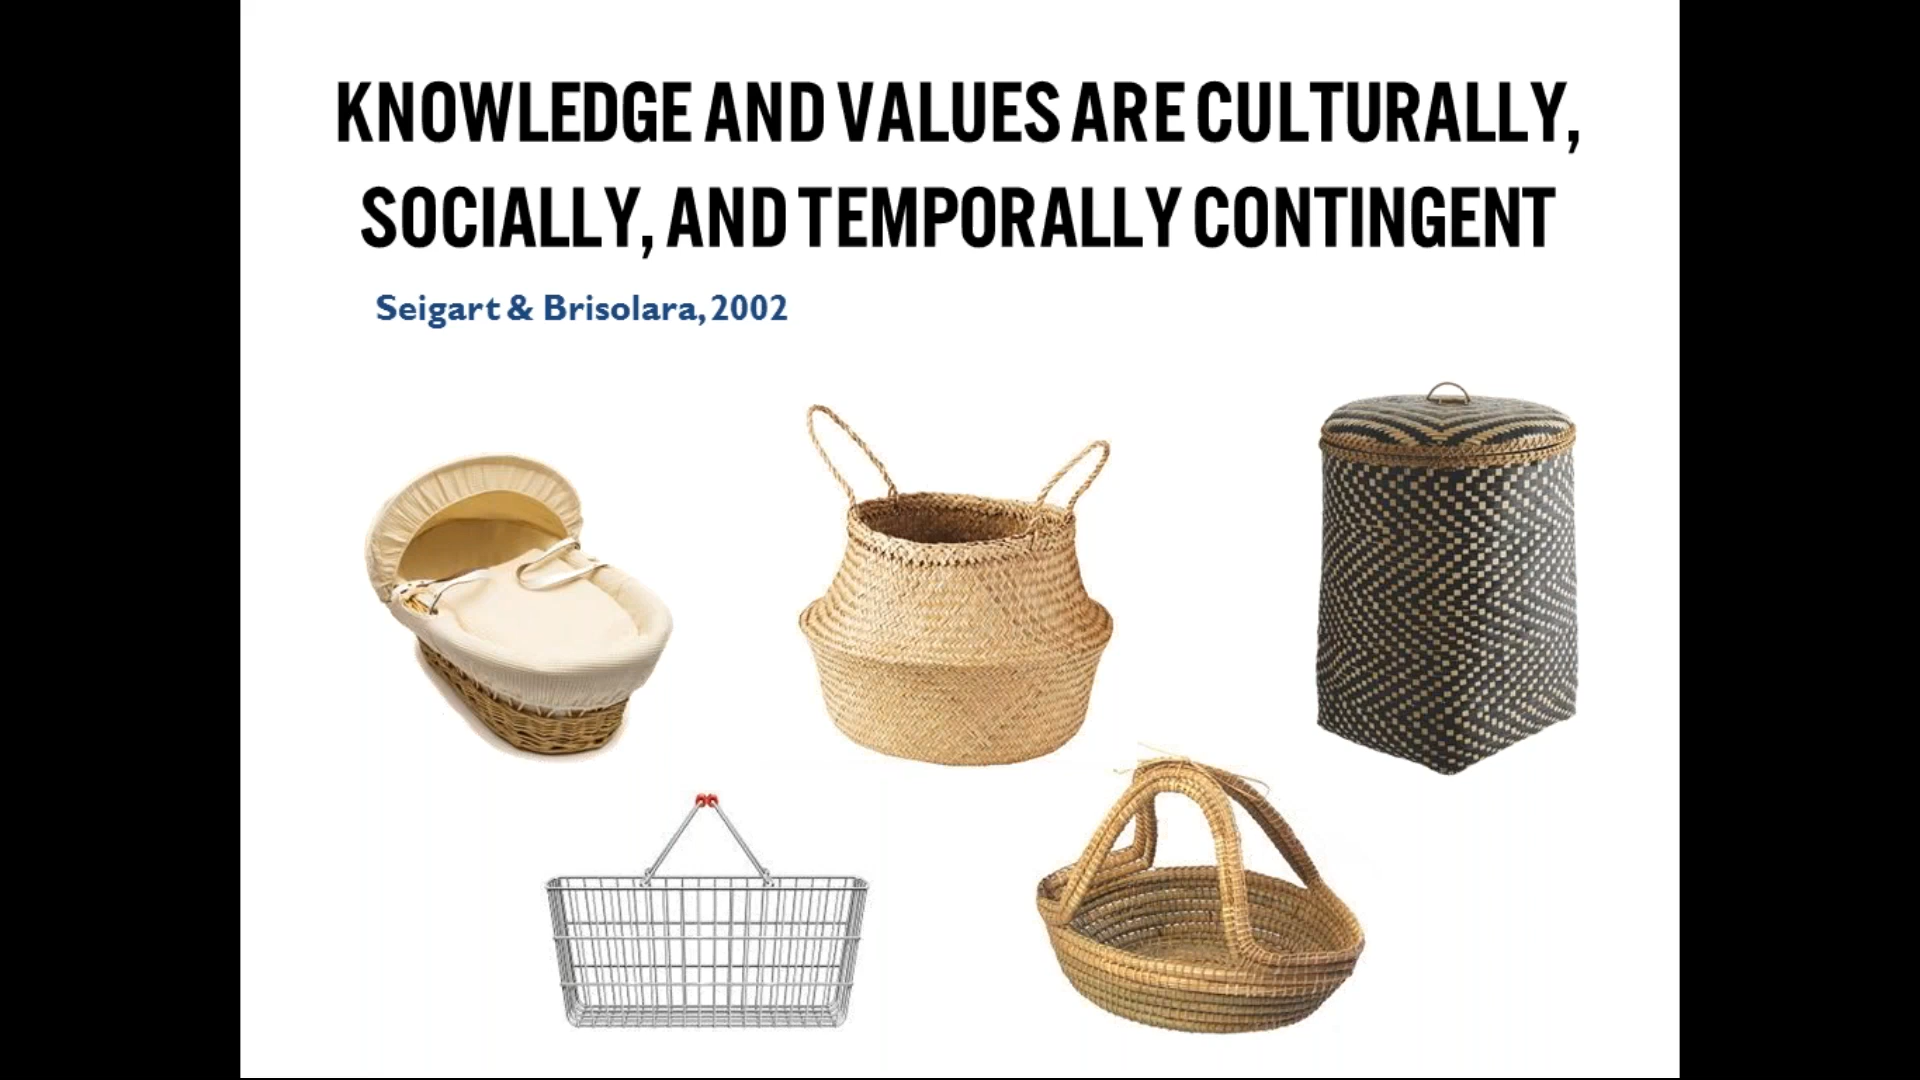 KNOWLEDGE AND VALUES ARE CULTURALLY,
SOCIALLY, AND TEMPORALLY CONTINGENT
Seigart & Brisolara, 2002